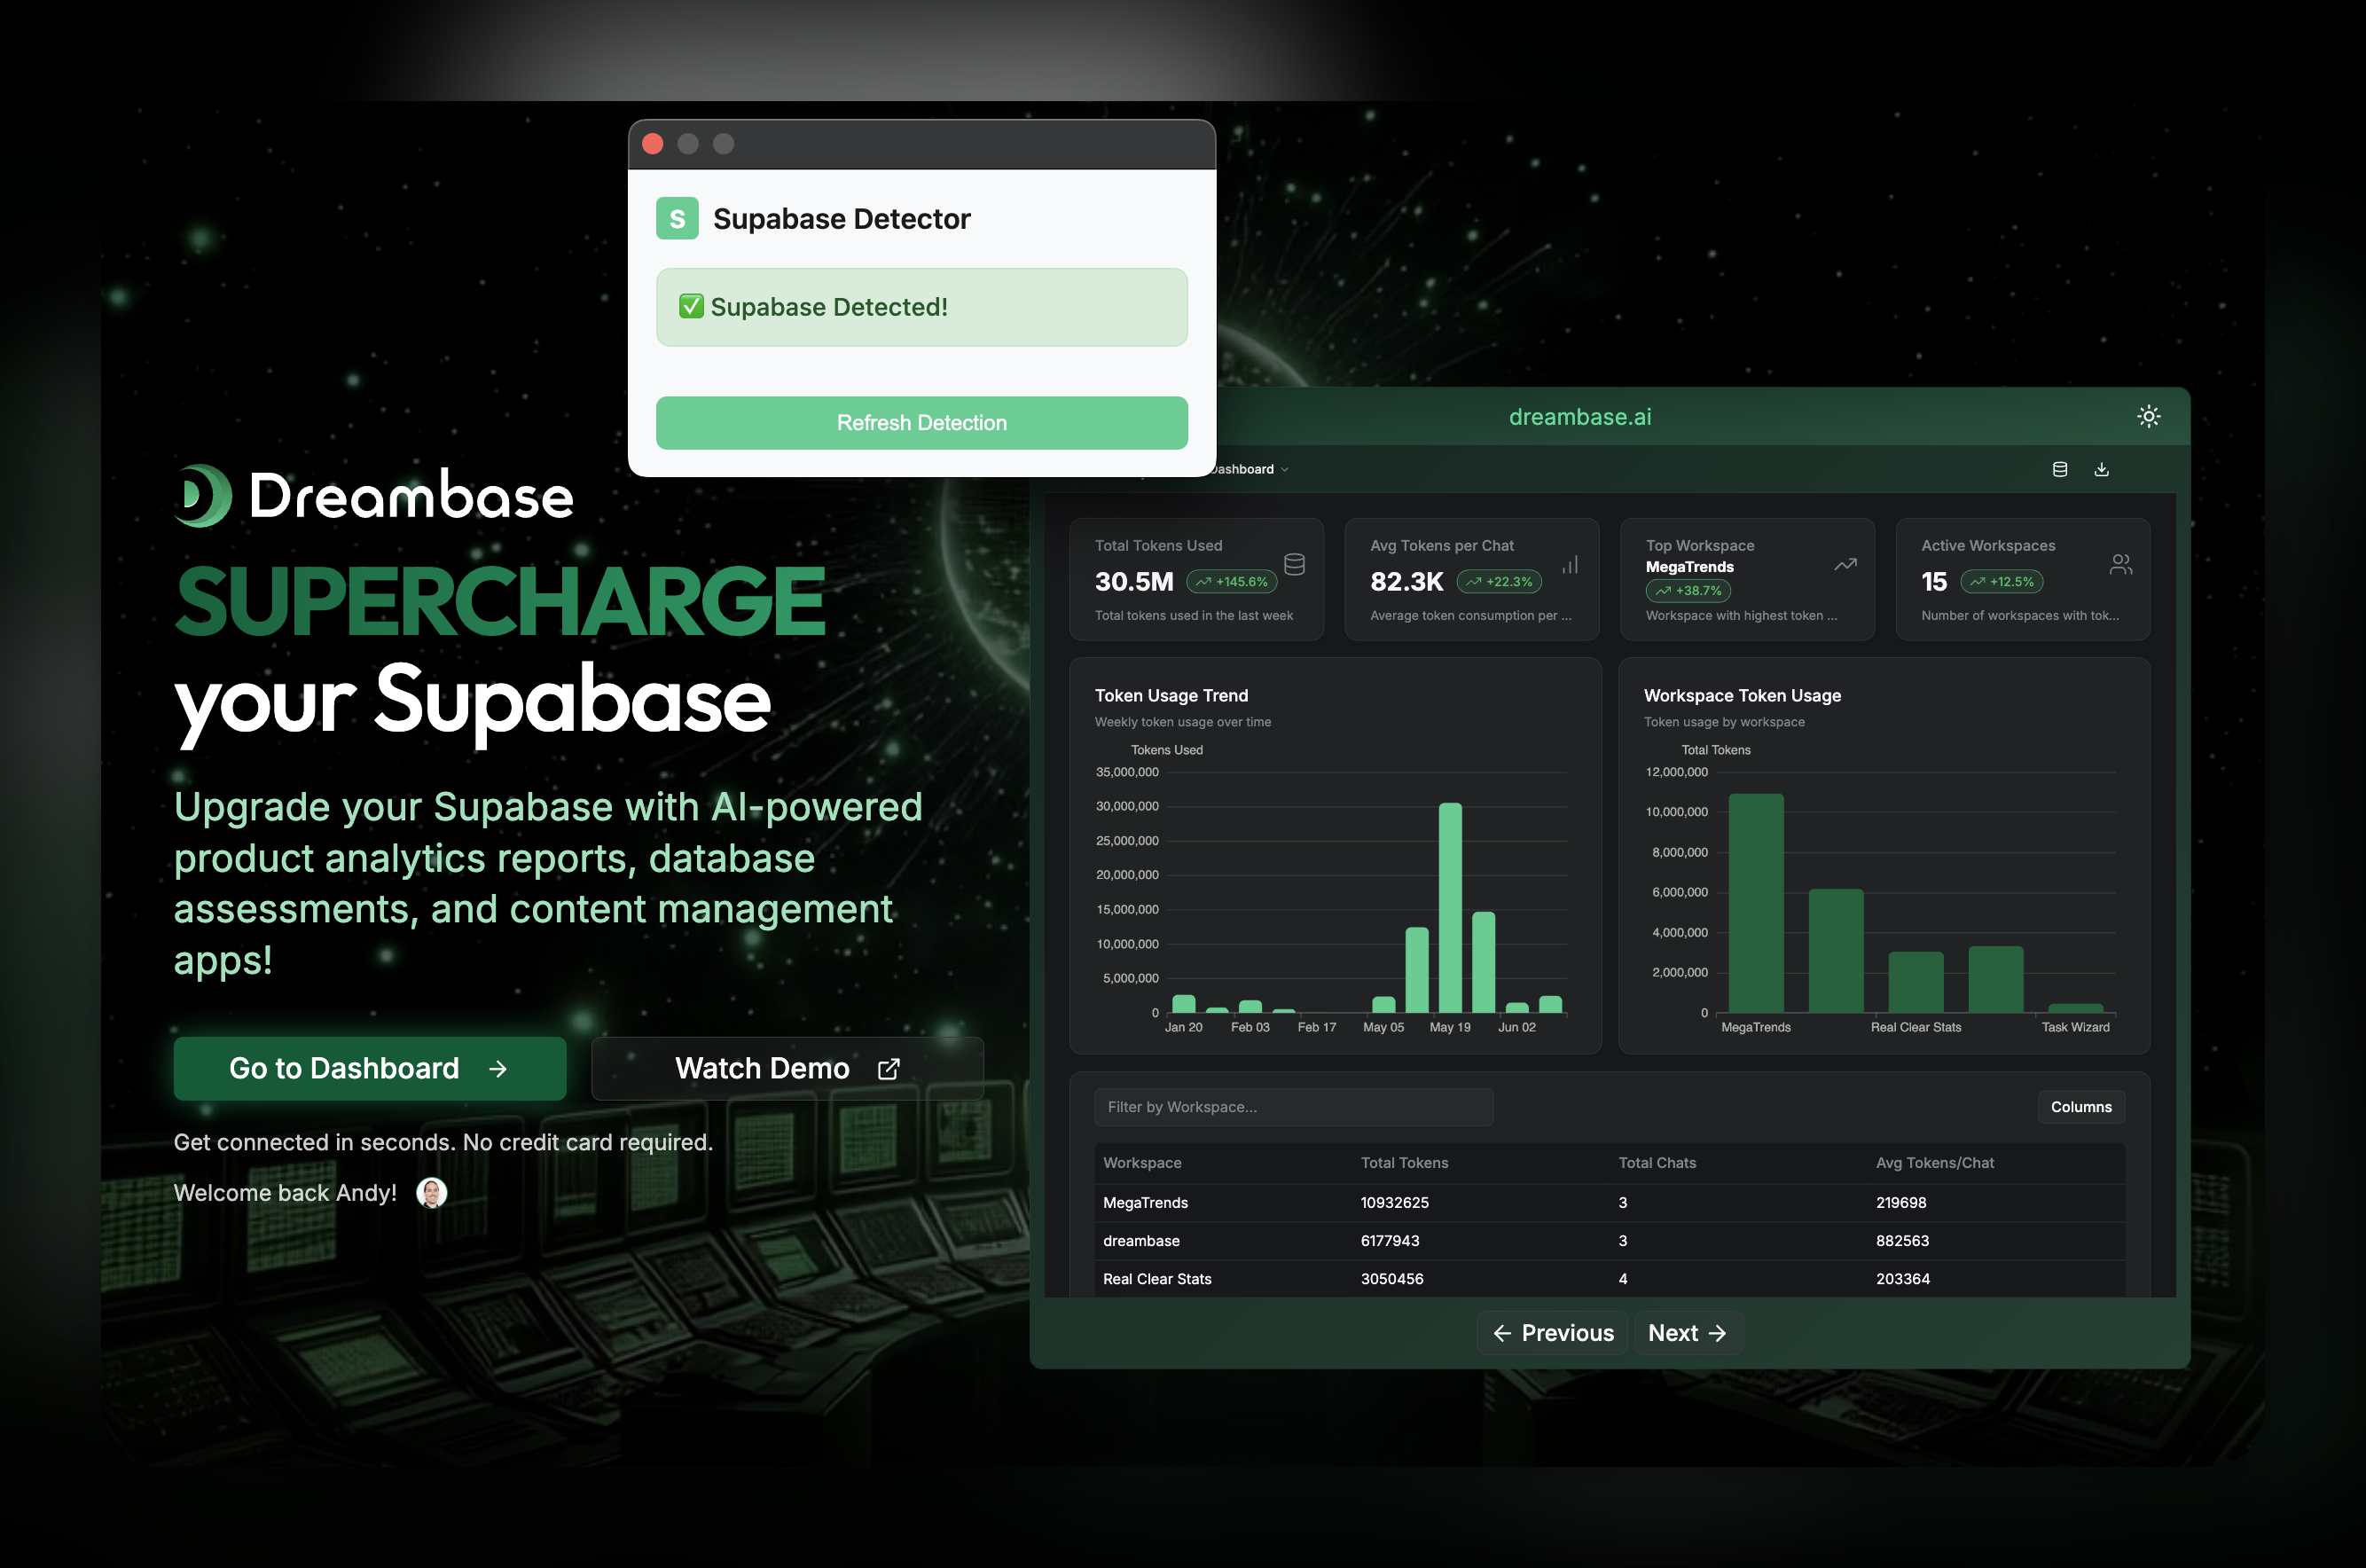 S Supabase Detector
✅ Supabase Detected!
Refresh Detection
Dreambase
SUPERCHARGE
your Supabase
Upgrade your Supabase with AI-powered
product analytics reports, database
assessments, and content management
apps!
Go to Dashboard →
Watch Demo
Get connected in seconds. No credit card required.
Welcome back Andy!
dreambase.ai
Dashboard
Total Tokens Used
30.5M +145.6%
Total tokens used in the last week
Avg Tokens per Chat
82.3K +22.3%
Average token consumption per ...
Top Workspace
MegaTrends
+38.7%
Workspace with highest token ...
Active Workspaces
15 +12.5%
Number of workspaces with tok...
Token Usage Trend
Weekly token usage over time
Tokens Used
35,000,000
30,000,000
25,000,000
20,000,000
15,000,000
10,000,000
5,000,000
0
Jan 20 Feb 03 Feb 17 May 05 May 19 Jun 02
Workspace Token Usage
Token usage by workspace
Total Tokens
12,000,000
10,000,000
8,000,000
6,000,000
4,000,000
2,000,000
0
MegaTrends Real Clear Stats Task Wizard
Filter by Workspace...
Columns
Workspace Total Tokens Total Chats Avg Tokens/Chat
MegaTrends 10932625 3 219698
dreambase 6177943 3 882563
Real Clear Stats 3050456 4 203364
← Previous
Next →